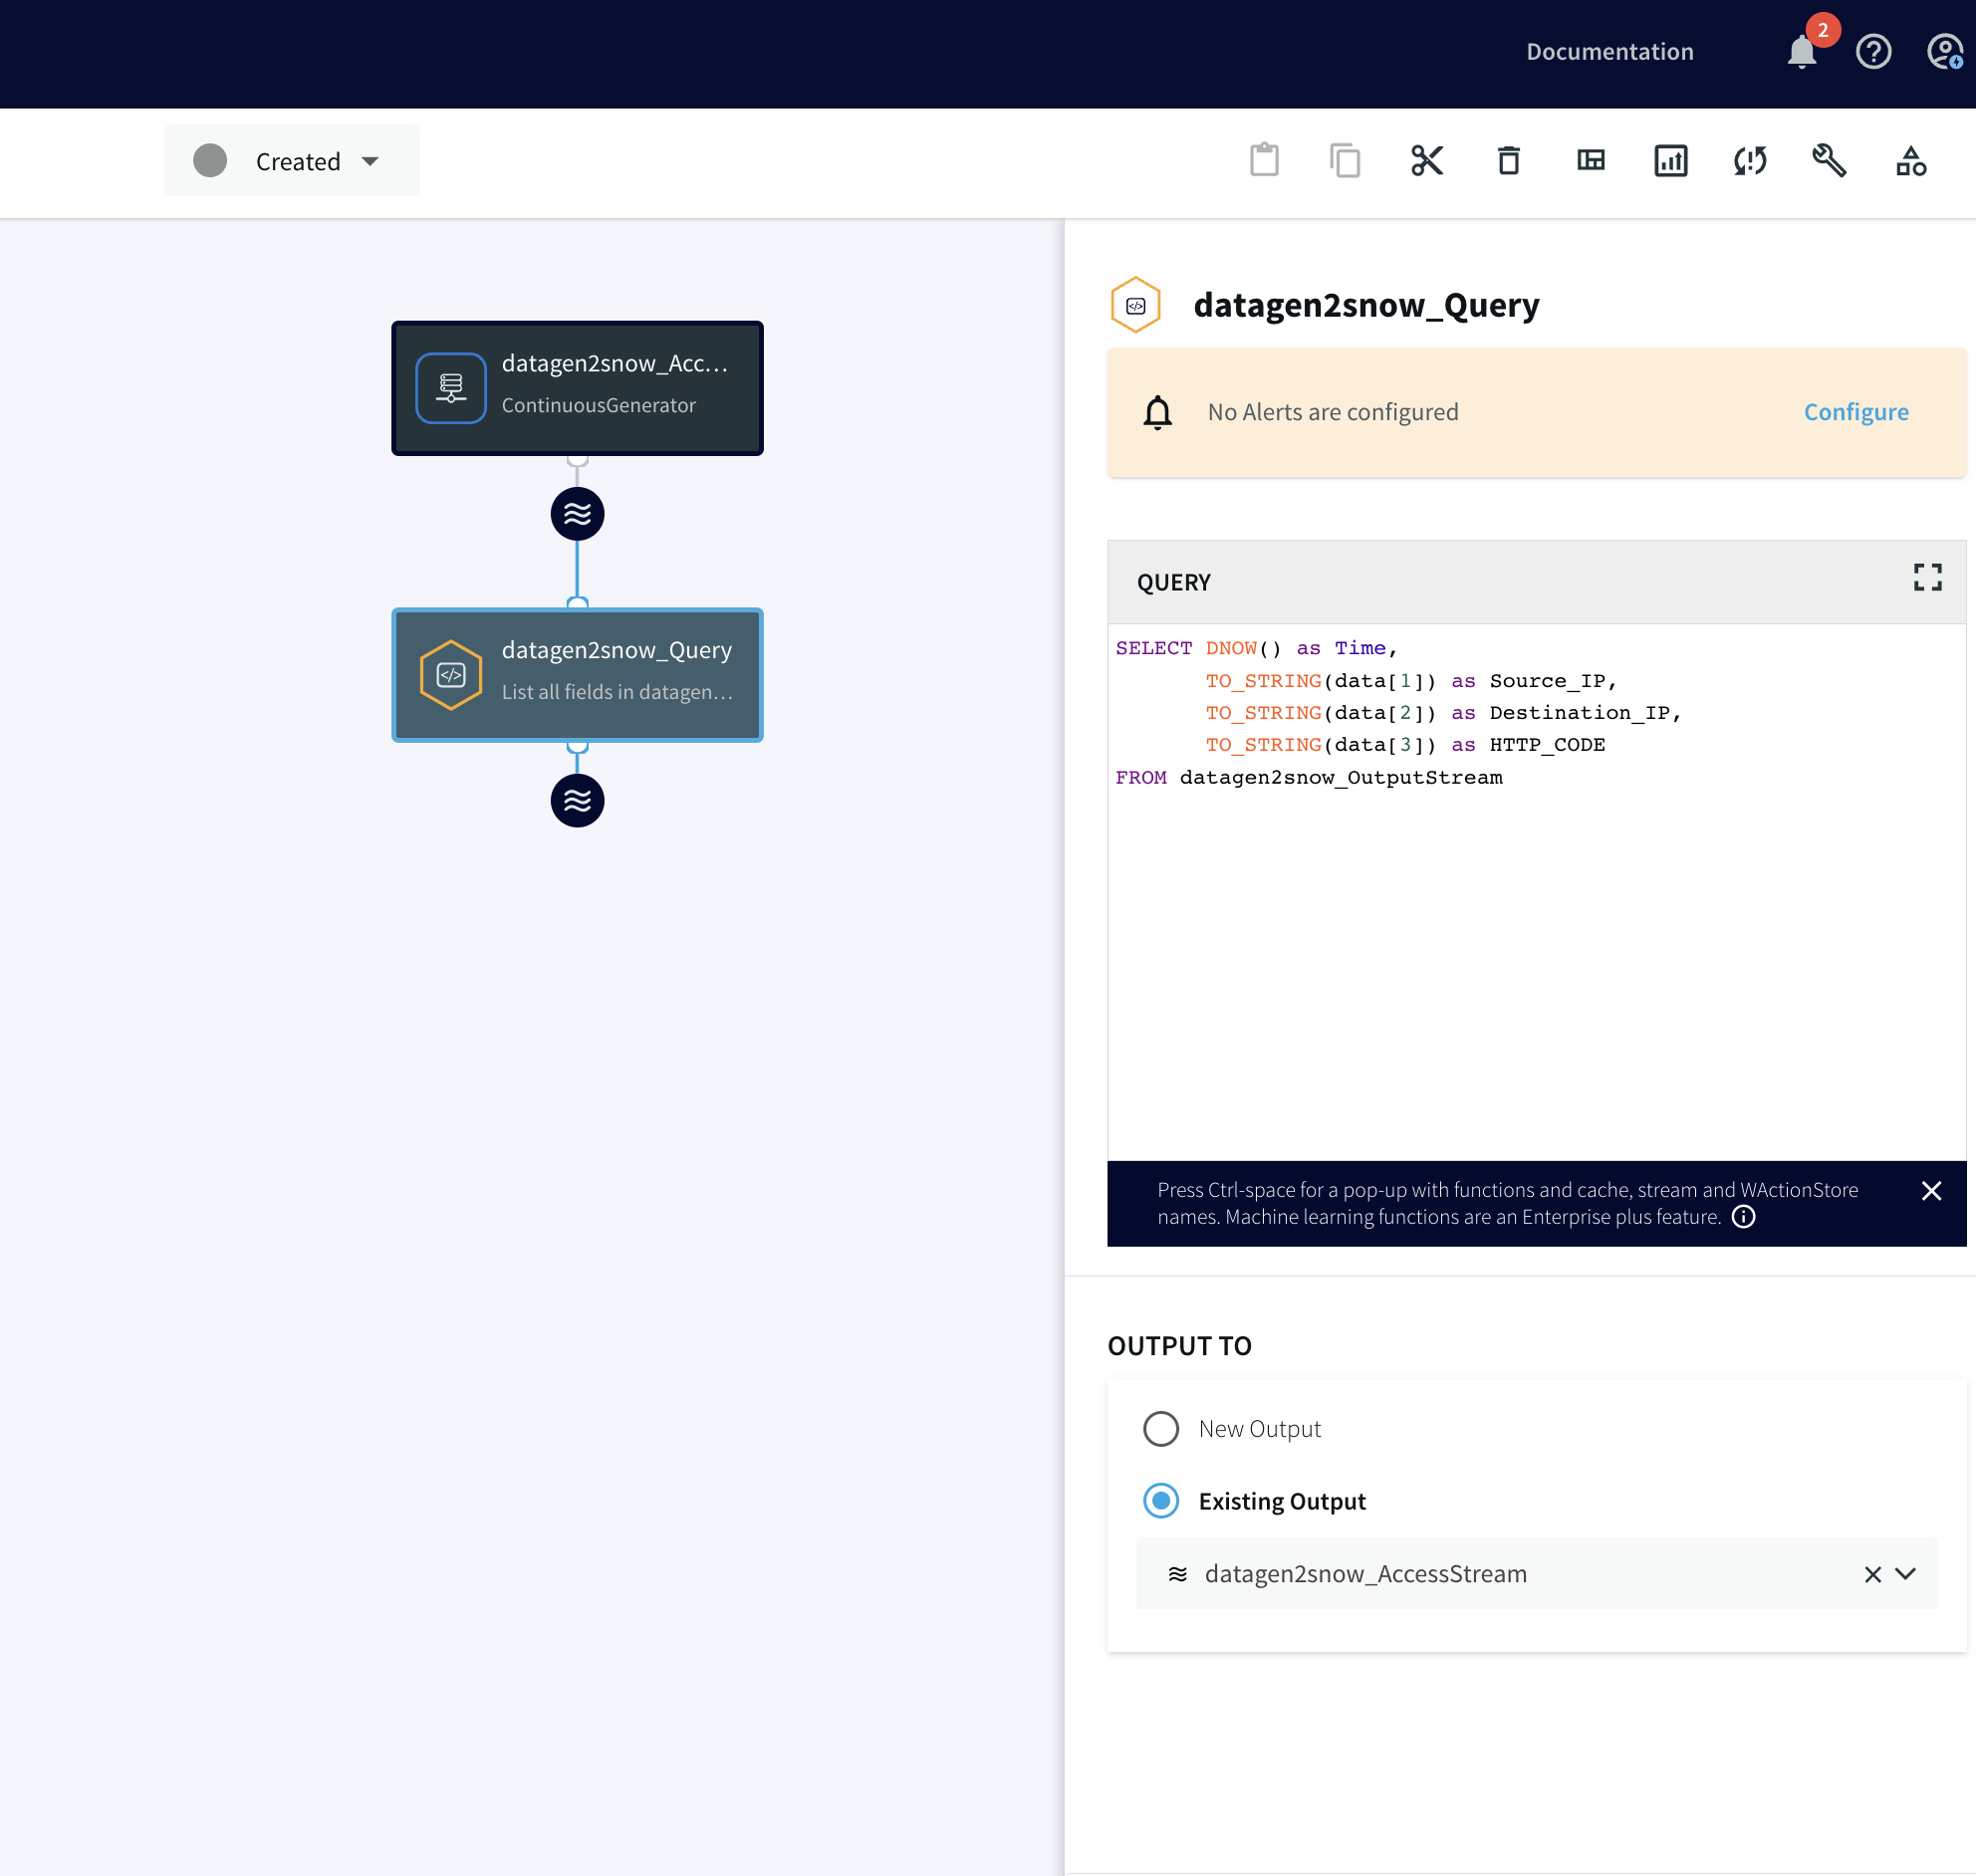 Documentation
2
Created
datagen2snow_Acc...
ContinuousGenerator
datagen2snow_Query
List all fields in datagen...
datagen2snow_Query
No Alerts are configured
Configure
QUERY
SELECT DNOW() as Time,
TO_STRING(data[1]) as Source_IP,
TO_STRING(data[2]) as Destination_IP,
TO_STRING(data[3]) as HTTP_CODE
FROM datagen2snow_OutputStream
Press Ctrl-space for a pop-up with functions and cache, stream and WActionStore
names. Machine learning functions are an Enterprise plus feature.
OUTPUT TO
New Output
Existing Output
datagen2snow_AccessStream